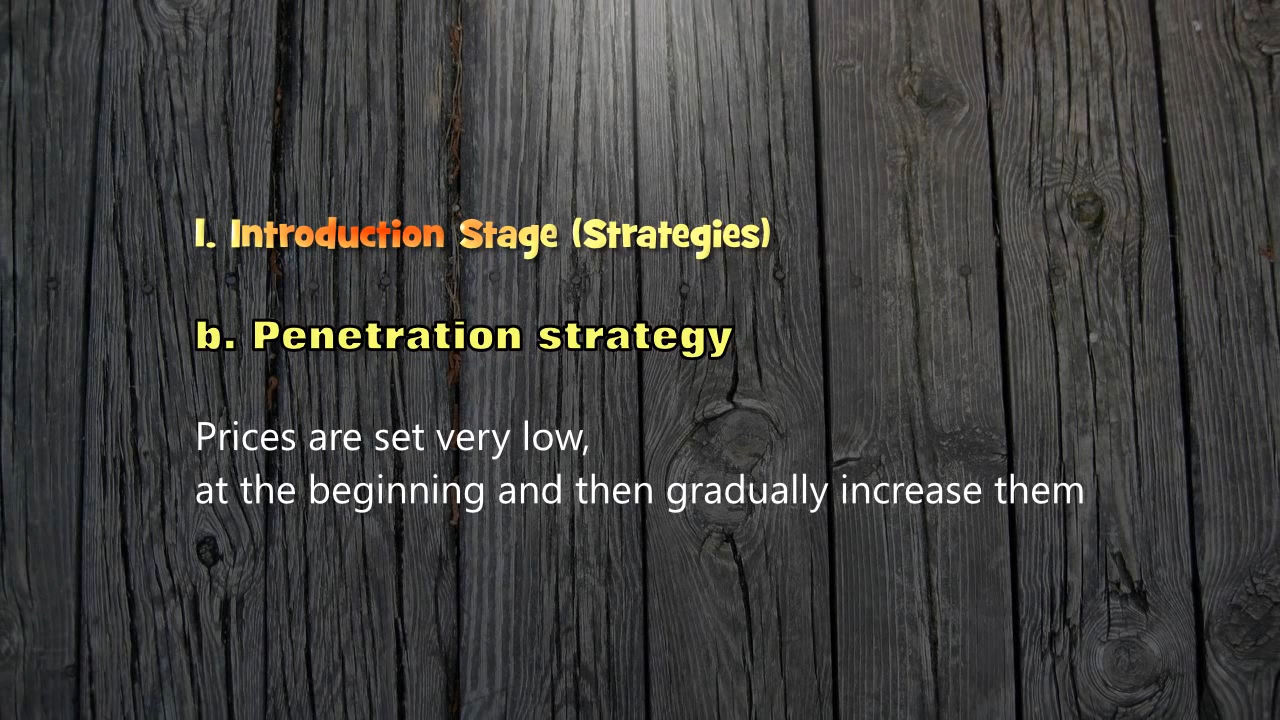 I. Introduction Stage (Strategies)
b. Penetration strategy
Prices are set very low,
at the beginning and then gradually increase them